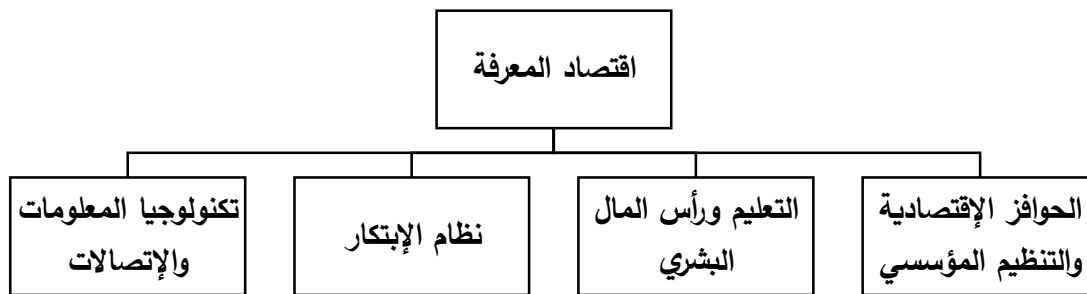 اقتصاد المعرفة
الحوافز الإقتصادية
والتنظيم المؤسسي
التعليم ورأس المال
البشري
نظام الإبتكار
تكنولوجيا المعلومات
والإتصالات